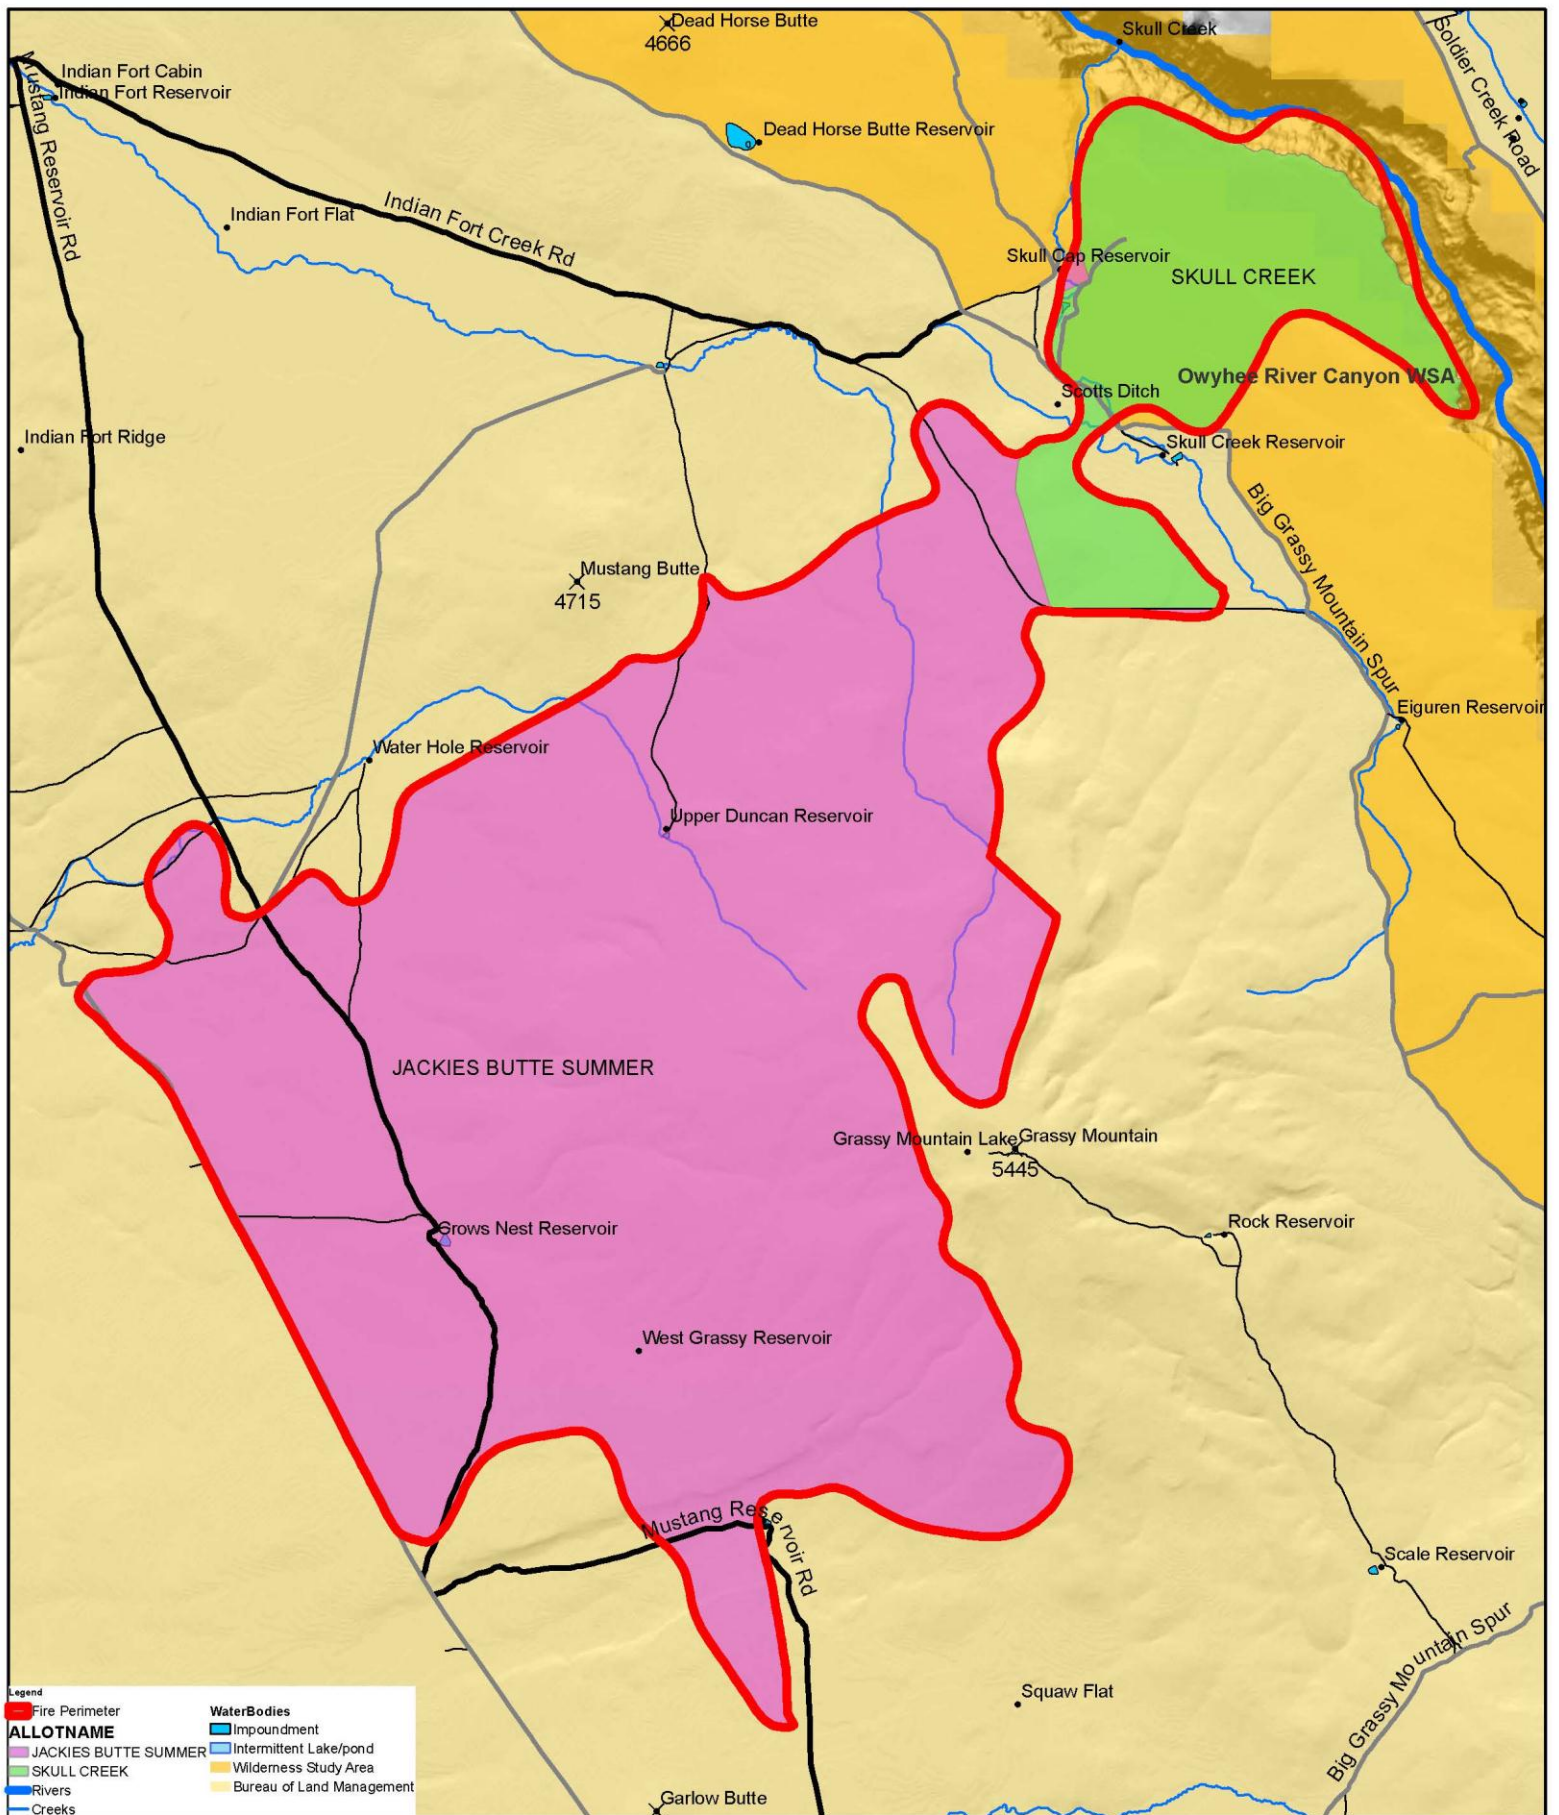 Dead Horse Butte
4666
Skull Creek
Soldier Creek Road
Indian Fort Cabin
Indian Fort Reservoir
Mustang Reservoir Rd
Dead Horse Butte Reservoir
Indian Fort Flat
Indian Fort Creek Rd
Skull Cap Reservoir
SKULL CREEK
Owyhee River Canyon WSA
Scotts Ditch
Indian Fort Ridge
Skull Creek Reservoir
Big Grassy Mountain Spur
Mustang Butte
4715
Eiguren Reservoir
Water Hole Reservoir
Upper Duncan Reservoir
JACKIES BUTTE SUMMER
Grassy Mountain Lake
Grassy Mountain
5445
Crows Nest Reservoir
Rock Reservoir
West Grassy Reservoir
Mustang Reservoir Rd
Scale Reservoir
Big Grassy Mountain Spur
Squaw Flat
Garlow Butte
Legend
Fire Perimeter
ALLOTNAME
JACKIES BUTTE SUMMER
SKULL CREEK
Rivers
Creeks
WaterBodies
Impoundment
Intermittent Lake/pond
Wilderness Study Area
Bureau of Land Management